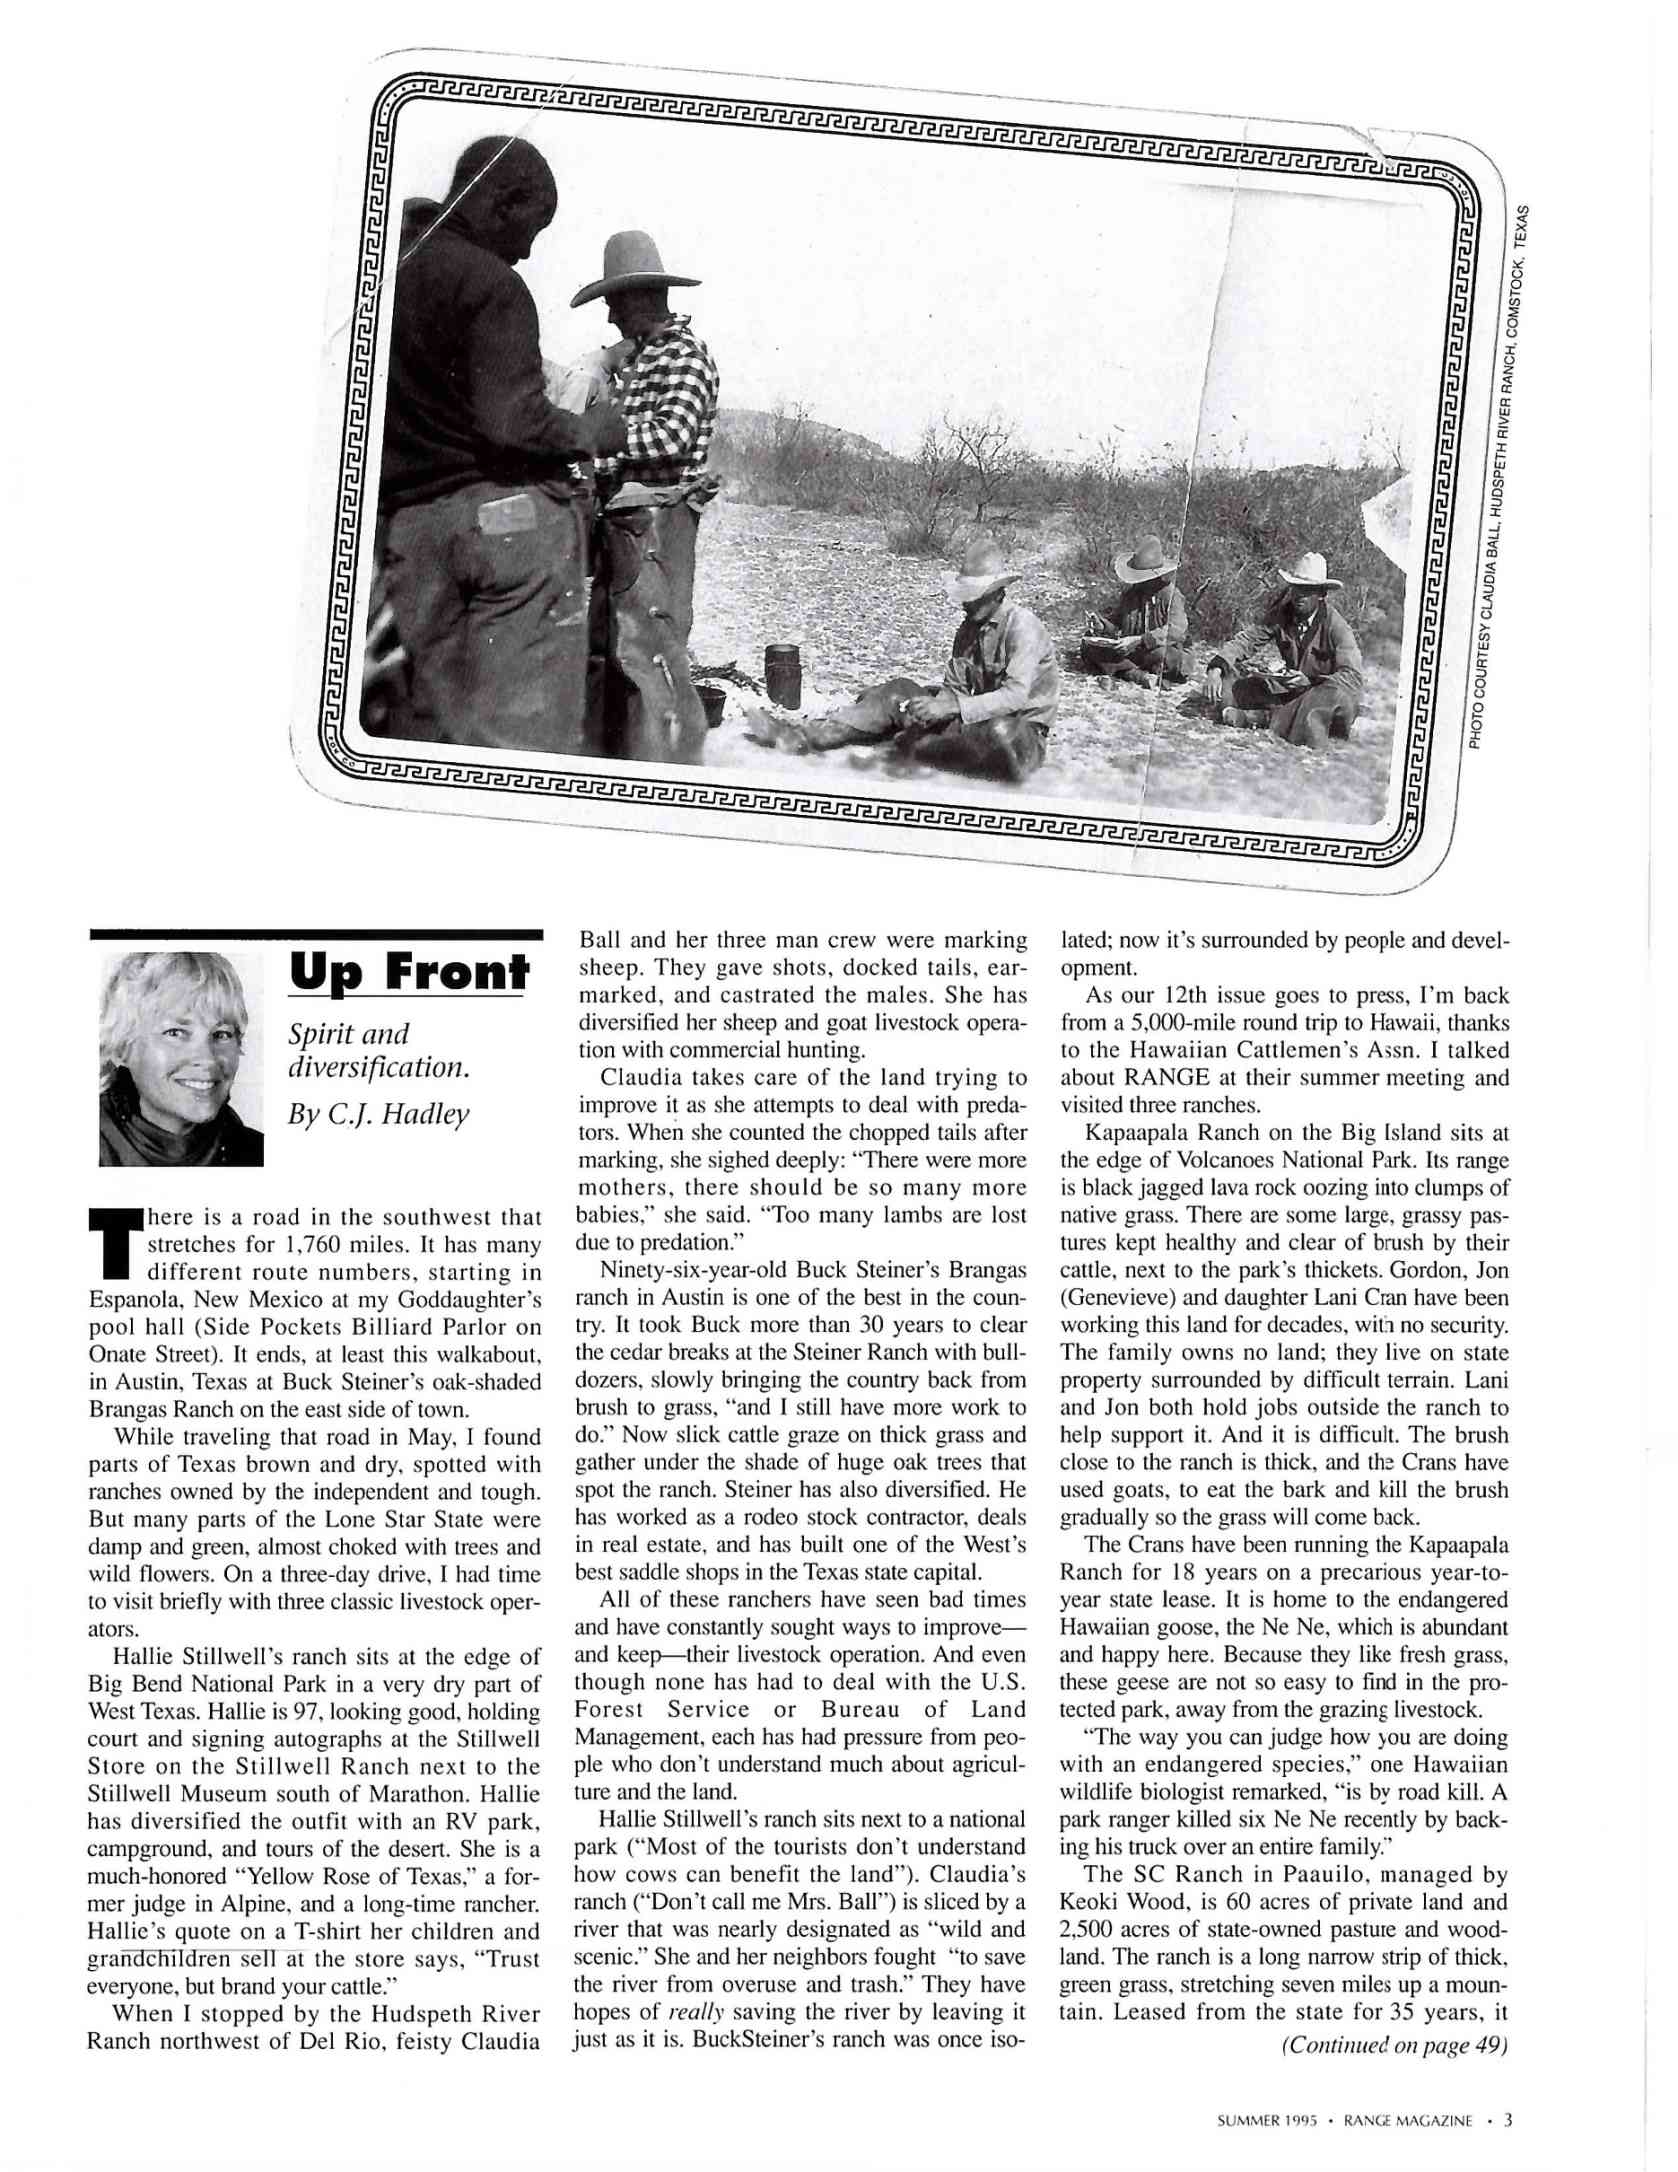 PHOTO COURTESY CLAUDIA BALL, HUDSPETH RIVER RANCH, COMSTOCK, TEXAS
Up Front
Spirit and
diversification.
By C.J. Hadley
There is a road in the southwest that
stretches for 1,760 miles. It has many
different route numbers, starting in
Espanola, New Mexico at my Goddaughter's
pool hall (Side Pockets Billiard Parlor on
Onate Street). It ends, at least this walkabout,
in Austin, Texas at Buck Steiner's oak-shaded
Brangas Ranch on the east side of town.
While traveling that road in May, I found
parts of Texas brown and dry, spotted with
ranches owned by the independent and tough.
But many parts of the Lone Star State were
damp and green, almost choked with trees and
wild flowers. On a three-day drive, I had time
to visit briefly with three classic livestock oper-
ators.
Hallie Stillwell's ranch sits at the edge of
Big Bend National Park in a very dry part of
West Texas. Hallie is 97, looking good, holding
court and signing autographs at the Stillwell
Store on the Stillwell Ranch next to the
Stillwell Museum south of Marathon. Hallie
has diversified the outfit with an RV park,
campground, and tours of the desert. She is a
much-honored "Yellow Rose of Texas," a for-
mer judge in Alpine, and a long-time rancher.
Hallie's quote on a T-shirt her children and
grandchildren sell at the store says, "Trust
everyone, but brand your cattle."
When I stopped by the Hudspeth River
Ranch northwest of Del Rio, feisty Claudia
Ball and her three man crew were marking
sheep. They gave shots, docked tails, ear-
marked, and castrated the males. She has
diversified her sheep and goat livestock opera-
tion with commercial hunting.
Claudia takes care of the land trying to
improve it as she attempts to deal with preda-
tors. When she counted the chopped tails after
marking, she sighed deeply: "There were more
mothers, there should be so many more
babies," she said. "Too many lambs are lost
due to predation."
Ninety-six-year-old Buck Steiner's Brangas
ranch in Austin is one of the best in the coun-
try. It took Buck more than 30 years to clear
the cedar breaks at the Steiner Ranch with bull-
dozers, slowly bringing the country back from
brush to grass, "and I still have more work to
do." Now slick cattle graze on thick grass and
gather under the shade of huge oak trees that
spot the ranch. Steiner has also diversified. He
has worked as a rodeo stock contractor, deals
in real estate, and has built one of the West's
best saddle shops in the Texas state capital.
All of these ranchers have seen bad times
and have constantly sought ways to improve—
and keep—their livestock operation. And even
though none has had to deal with the U.S.
Forest Service or Bureau of Land
Management, each has had pressure from peo-
ple who don't understand much about agricul-
ture and the land.
Hallie Stillwell's ranch sits next to a national
park ("Most of the tourists don't understand
how cows can benefit the land"). Claudia's
ranch ("Don't call me Mrs. Ball") is sliced by a
river that was nearly designated as "wild and
scenic." She and her neighbors fought "to save
the river from overuse and trash." They have
hopes of really saving the river by leaving it
just as it is. BuckSteiner's ranch was once iso-
lated; now it's surrounded by people and devel-
opment.
As our 12th issue goes to press, I'm back
from a 5,000-mile round trip to Hawaii, thanks
to the Hawaiian Cattlemen's Assn. I talked
about RANGE at their summer meeting and
visited three ranches.
Kapaapala Ranch on the Big Island sits at
the edge of Volcanoes National Park. Its range
is black jagged lava rock oozing into clumps of
native grass. There are some large, grassy pas-
tures kept healthy and clear of brush by their
cattle, next to the park's thickets. Gordon, Jon
(Genevieve) and daughter Lani Cran have been
working this land for decades, with no security.
The family owns no land; they live on state
property surrounded by difficult terrain. Lani
and Jon both hold jobs outside the ranch to
help support it. And it is difficult. The brush
close to the ranch is thick, and the Crans have
used goats, to eat the bark and kill the brush
gradually so the grass will come back.
The Crans have been running the Kapaapala
Ranch for 18 years on a precarious year-to-
year state lease. It is home to the endangered
Hawaiian goose, the Ne Ne, which is abundant
and happy here. Because they like fresh grass,
these geese are not so easy to find in the pro-
tected park, away from the grazing livestock.
"The way you can judge how you are doing
with an endangered species," one Hawaiian
wildlife biologist remarked, "is by road kill. A
park ranger killed six Ne Ne recently by back-
ing his truck over an entire family."
The SC Ranch in Paauilo, managed by
Keoki Wood, is 60 acres of private land and
2,500 acres of state-owned pasture and wood-
land. The ranch is a long narrow strip of thick,
green grass, stretching seven miles up a moun-
tain. Leased from the state for 35 years, it
(Continued on page 49)
SUMMER 1995 • RANGE MAGAZINE • 3